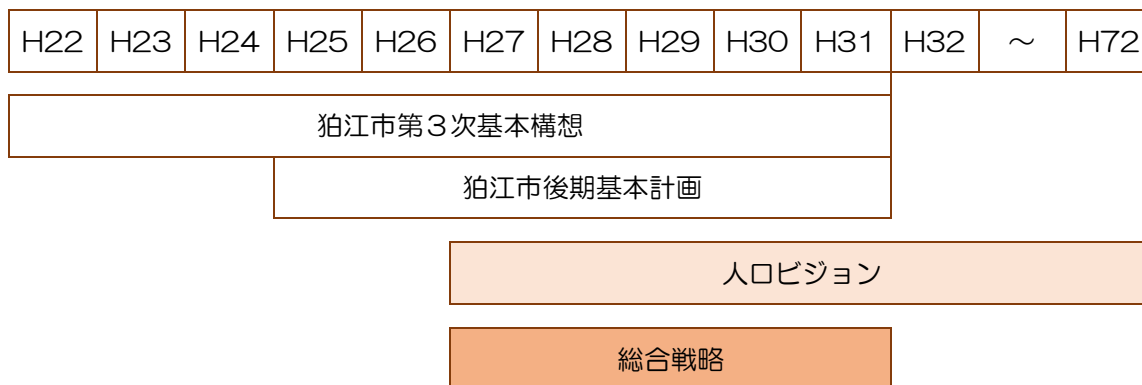 H22 H23 H24 H25 H26 H27 H28 H29 H30 H31 H32 ～ H72
狛江市第３次基本構想
狛江市後期基本計画
人口ビジョン
総合戦略